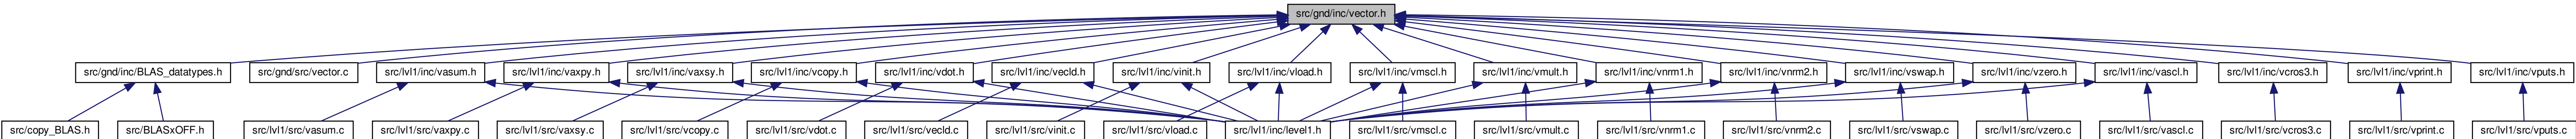 src/gnd/inc/vector.h
src/gnd/inc/BLAS_datatypes.h
src/gnd/src/vector.c
src/lvl1/inc/vasum.h
src/lvl1/inc/vaxpy.h
src/lvl1/inc/vaxsy.h
src/lvl1/inc/vcopy.h
src/lvl1/inc/vdot.h
src/lvl1/inc/vecld.h
src/lvl1/inc/vinit.h
src/lvl1/inc/vload.h
src/lvl1/inc/vmscl.h
src/lvl1/inc/vmult.h
src/lvl1/inc/vnrm1.h
src/lvl1/inc/vnrm2.h
src/lvl1/inc/vswap.h
src/lvl1/inc/vzero.h
src/lvl1/inc/vascl.h
src/lvl1/inc/vcros3.h
src/lvl1/inc/vprint.h
src/lvl1/inc/vputs.h
src/copy_BLAS.h
src/BLASxOFF.h
src/lvl1/src/vasum.c
src/lvl1/src/vaxpy.c
src/lvl1/src/vaxsy.c
src/lvl1/src/vcopy.c
src/lvl1/src/vdot.c
src/lvl1/src/vecld.c
src/lvl1/src/vinit.c
src/lvl1/src/vload.c
src/lvl1/inc/level1.h
src/lvl1/src/vmscl.c
src/lvl1/src/vmult.c
src/lvl1/src/vnrm1.c
src/lvl1/src/vnrm2.c
src/lvl1/src/vswap.c
src/lvl1/src/vzero.c
src/lvl1/src/vascl.c
src/lvl1/src/vcros3.c
src/lvl1/src/vprint.c
src/lvl1/src/vputs.c